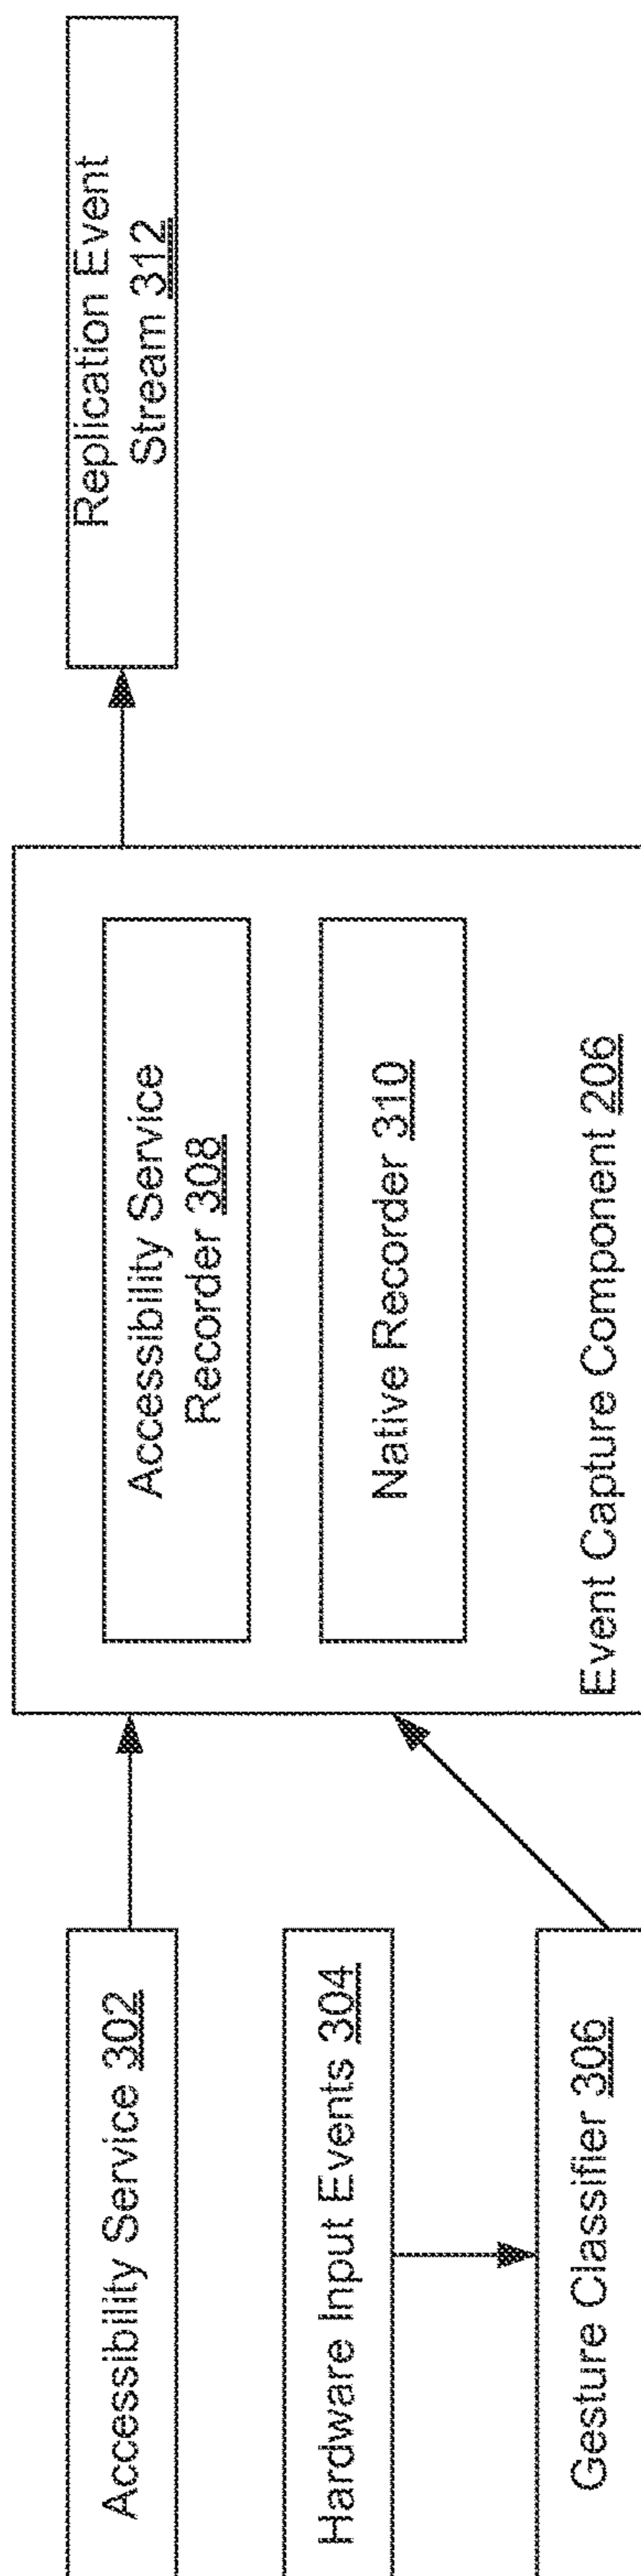 Accessibility Service 302
Hardware Input Events 304
Gesture Classifier 306
Accessibility Service
Recorder 308
Native Recorder 310
Event Capture Component 206
Replication Event
Stream 312